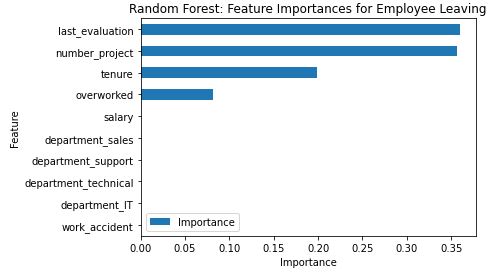 Random Forest: Feature Importances for Employee Leaving
last_evaluation
number_project
tenure
overworked
salary
department_sales
department_support
department_technical
department_IT
work_accident
Feature
Importance
0.00 0.05 0.10 0.15 0.20 0.25 0.30 0.35
Importance